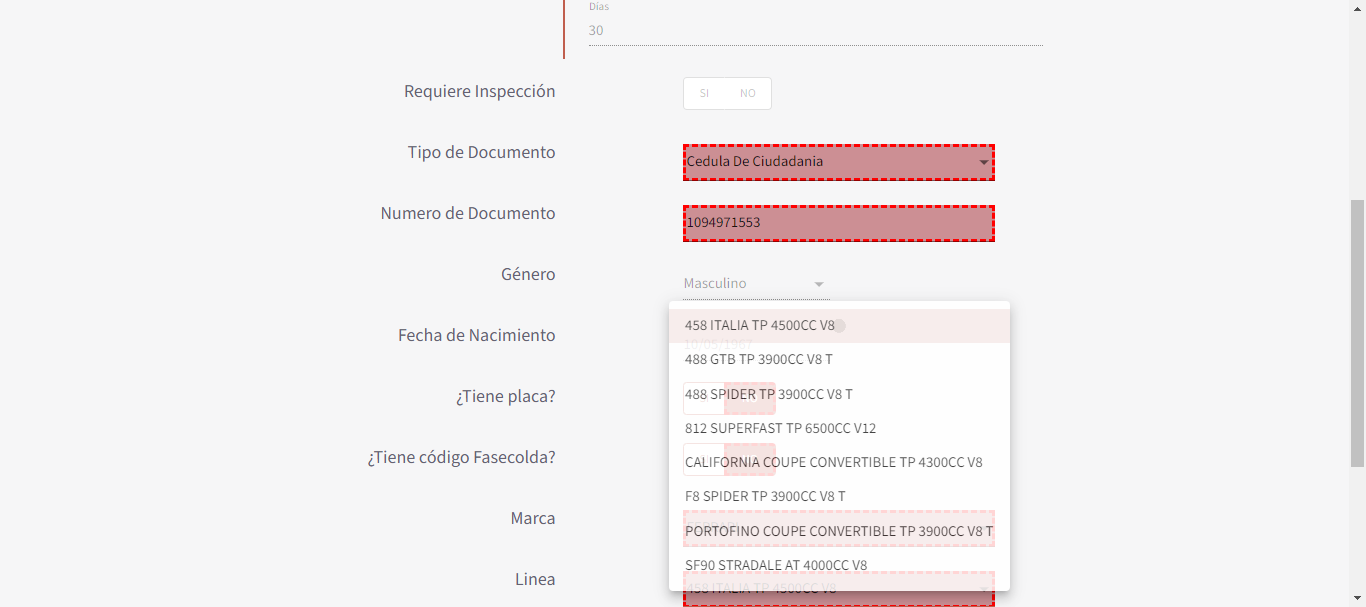 Días
30
Requiere Inspección
SI NO
Tipo de Documento
Cedula De Ciudadania
Numero de Documento
1094971553
Género
Masculino
Fecha de Nacimiento
10/05/1967
¿Tiene placa?
¿Tiene código Fasecolda?
Marca
Linea
458 ITALIA TP 4500CC V8
488 GTB TP 3900CC V8 T
488 SPIDER TP 3900CC V8 T
812 SUPERFAST TP 6500CC V12
CALIFORNIA COUPE CONVERTIBLE TP 4300CC V8
F8 SPIDER TP 3900CC V8 T
PORTOFINO COUPE CONVERTIBLE TP 3900CC V8 T
SF90 STRADALE AT 4000CC V8
458 ITALIA TP 4500CC V8